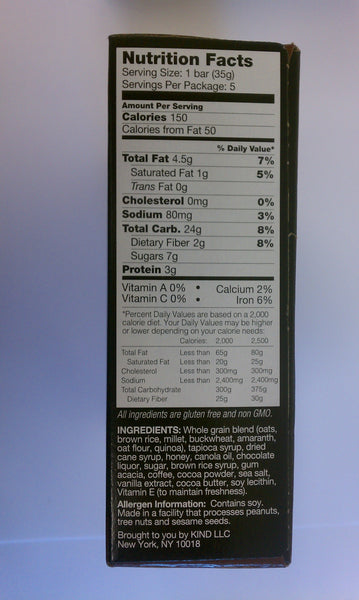 Nutrition Facts
Serving Size: 1 bar (35g)
Servings Per Package: 5
Amount Per Serving
Calories 150
Calories from Fat 50
% Daily Value*
Total Fat 4.5g 7%
Saturated Fat 1g 5%
Trans Fat 0g
Cholesterol 0mg 0%
Sodium 80mg 3%
Total Carb. 24g 8%
Dietary Fiber 2g 8%
Sugars 7g
Protein 3g
Vitamin A 0% • Calcium 2%
Vitamin C 0% • Iron 6%
*Percent Daily Values are based on a 2,000
calorie diet. Your Daily Values may be higher
or lower depending on your calorie needs:
Calories: 2,000 2,500
Total Fat Less than 65g 80g
Saturated Fat Less than 20g 25g
Cholesterol Less than 300mg 300mg
Sodium Less than 2,400mg 2,400mg
Total Carbohydrate 300g 375g
Dietary Fiber 25g 30g
All ingredients are gluten free and non GMO.
INGREDIENTS: Whole grain blend (oats,
brown rice, millet, buckwheat, amaranth,
oat flour, quinoa), tapioca syrup, dried
cane syrup, honey, canola oil, chocolate
liquor, sugar, brown rice syrup, gum
acacia, coffee, cocoa powder, sea salt,
vanilla extract, cocoa butter, soy lecithin,
Vitamin E (to maintain freshness).
Allergen Information: Contains soy.
Made in a facility that processes peanuts,
tree nuts and sesame seeds.
Brought to you by KIND LLC
New York, NY 10018